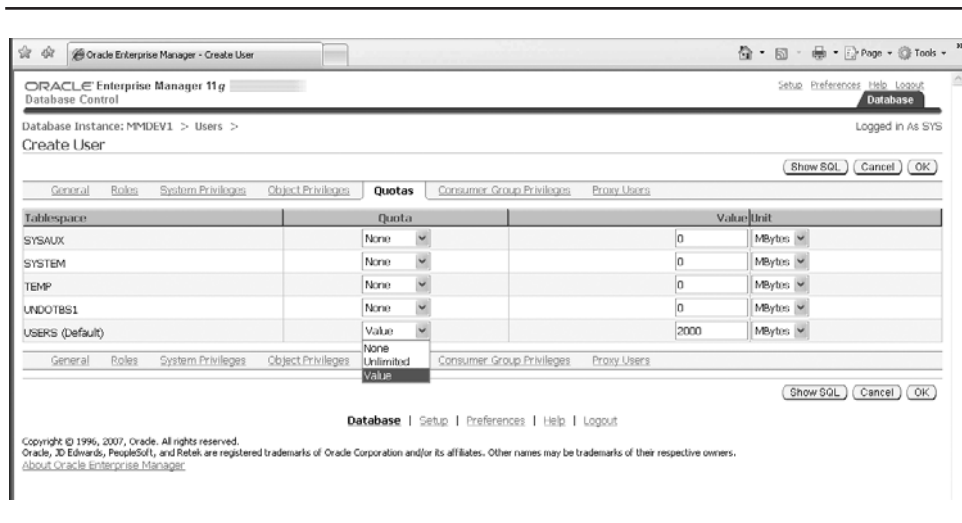 Oracle Enterprise Manager - Create User
Page
Tools
ORACLE Enterprise Manager 11g
Database Control
Setup Preferences Help Logout
Database
Database Instance: MMDEV1 > Users >
Logged in As SYS
Create User
Show SQL Cancel OK
General Roles System Privileges Object Privileges Quotas Consumer Group Privileges Proxy Users
Tablespace Quota Value Unit
SYSAUX None 0 MBytes
SYSTEM None 0 MBytes
TEMP None 0 MBytes
UNDOTBS1 None 0 MBytes
USERS (Default) Value 2000 MBytes
None
Unlimited
Value
General Roles System Privileges Object Privileges Consumer Group Privileges Proxy Users
Show SQL Cancel OK
Database | Setup | Preferences | Help | Logout
Copyright © 1996, 2007, Oracle. All rights reserved.
Oracle, JD Edwards, PeopleSoft, and Retek are registered trademarks of Oracle Corporation and/or its affiliates. Other names may be trademarks of their respective owners.
About Oracle Enterprise Manager